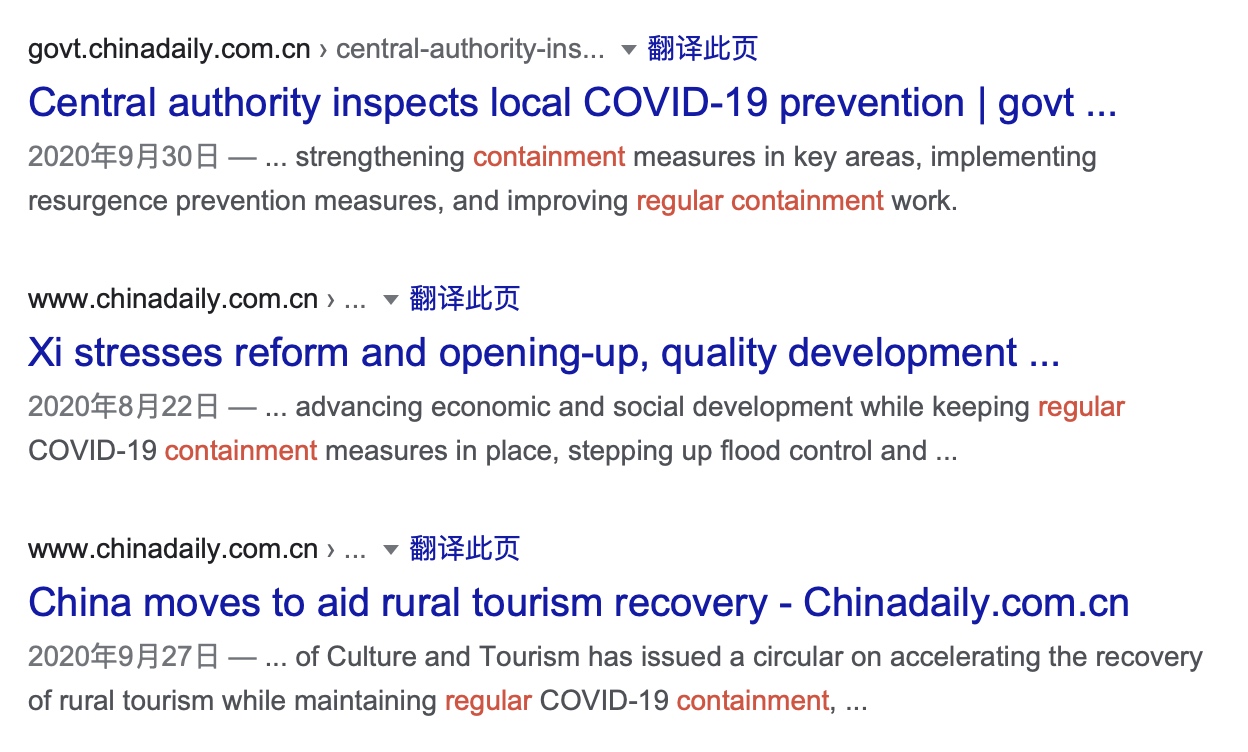 govt.chinadaily.com.cn › central-authority-ins... 翻译此页
Central authority inspects local COVID-19 prevention | govt ...
2020年9月30日 — ... strengthening containment measures in key areas, implementing
resurgence prevention measures, and improving regular containment work.
www.chinadaily.com.cn › ... 翻译此页
Xi stresses reform and opening-up, quality development ...
2020年8月22日 — ... advancing economic and social development while keeping regular
COVID-19 containment measures in place, stepping up flood control and ...
www.chinadaily.com.cn › ... 翻译此页
China moves to aid rural tourism recovery - Chinadaily.com.cn
2020年9月27日 — ... of Culture and Tourism has issued a circular on accelerating the recovery
of rural tourism while maintaining regular COVID-19 containment, ...